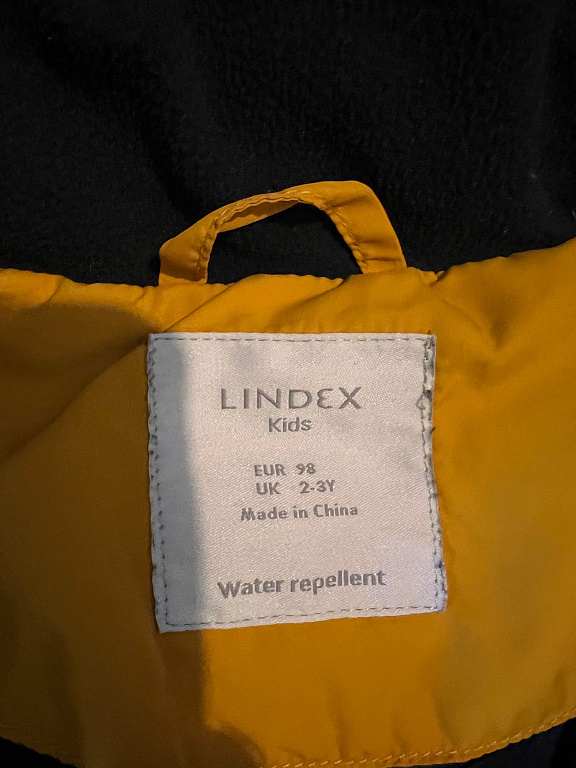 LINDEX
Kids
EUR 98
UK 2-3Y
Made in China
Water repellent